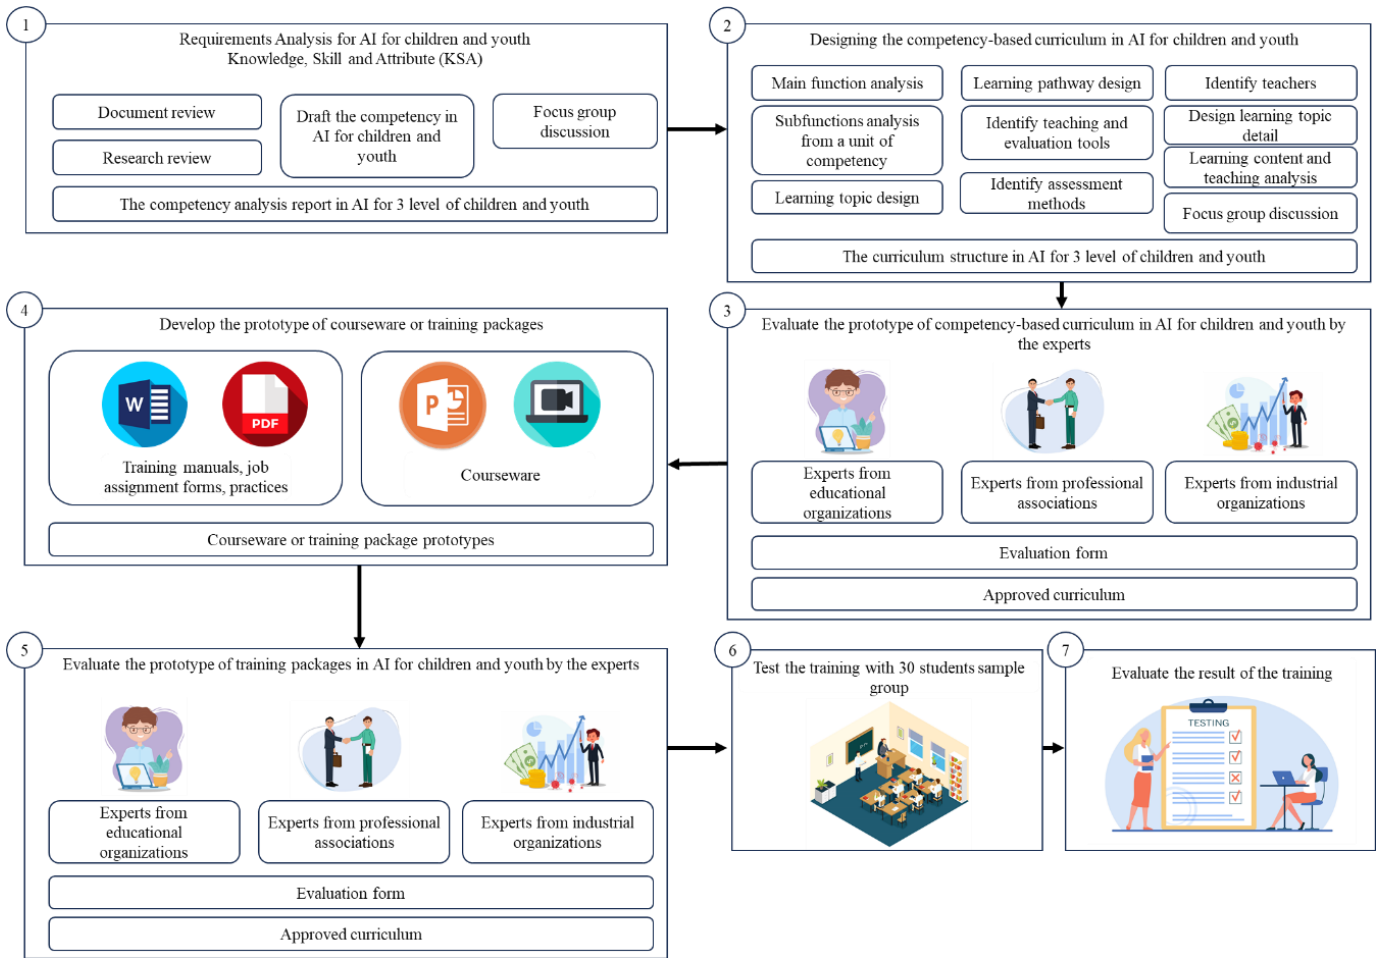 1
Requirements Analysis for AI for children and youth
Knowledge, Skill and Attribute (KSA)
Document review
Research review
Draft the competency in
AI for children and
youth
Focus group
discussion
The competency analysis report in AI for 3 level of children and youth
2
Designing the competency-based curriculum in AI for children and youth
Main function analysis
Subfunctions analysis
from a unit of
competency
Learning topic design
Learning pathway design
Identify teaching and
evaluation tools
Identify assessment
methods
Identify teachers
Design learning topic
detail
Learning content and
teaching analysis
Focus group discussion
The curriculum structure in AI for 3 level of children and youth
3
Evaluate the prototype of competency-based curriculum in AI for children and youth by
the experts
Experts from
educational
organizations
Experts from professional
associations
Experts from industrial
organizations
Evaluation form
Approved curriculum
4
Develop the prototype of courseware or training packages
W
PDF
Training manuals, job
assignment forms, practices
P
Courseware
Courseware or training package prototypes
5
Evaluate the prototype of training packages in AI for children and youth by the experts
Experts from
educational
organizations
Experts from professional
associations
Experts from industrial
organizations
Evaluation form
Approved curriculum
6
Test the training with 30 students sample
group
7
Evaluate the result of the training
TESTING